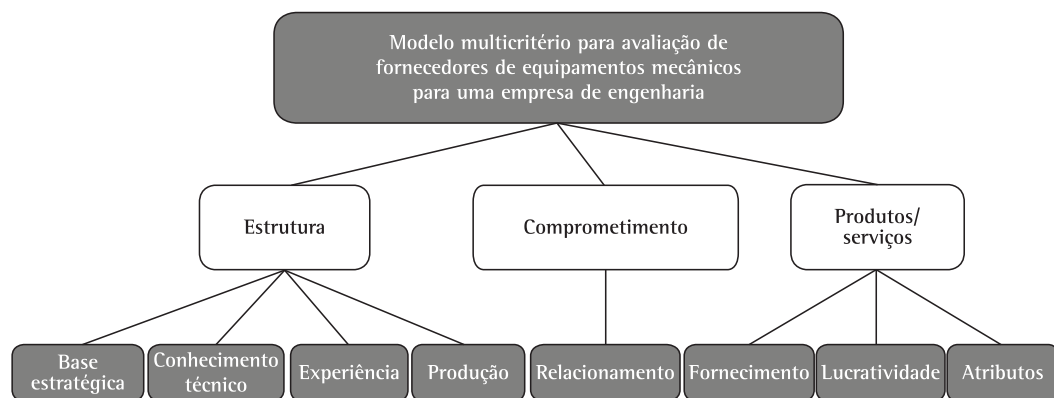 Modelo multicritério para avaliação de
fornecedores de equipamentos mecânicos
para uma empresa de engenharia
Estrutura
Comprometimento
Produtos/
serviços
Base
estratégica
Conhecimento
técnico
Experiência
Produção
Relacionamento
Fornecimento
Lucratividade
Atributos